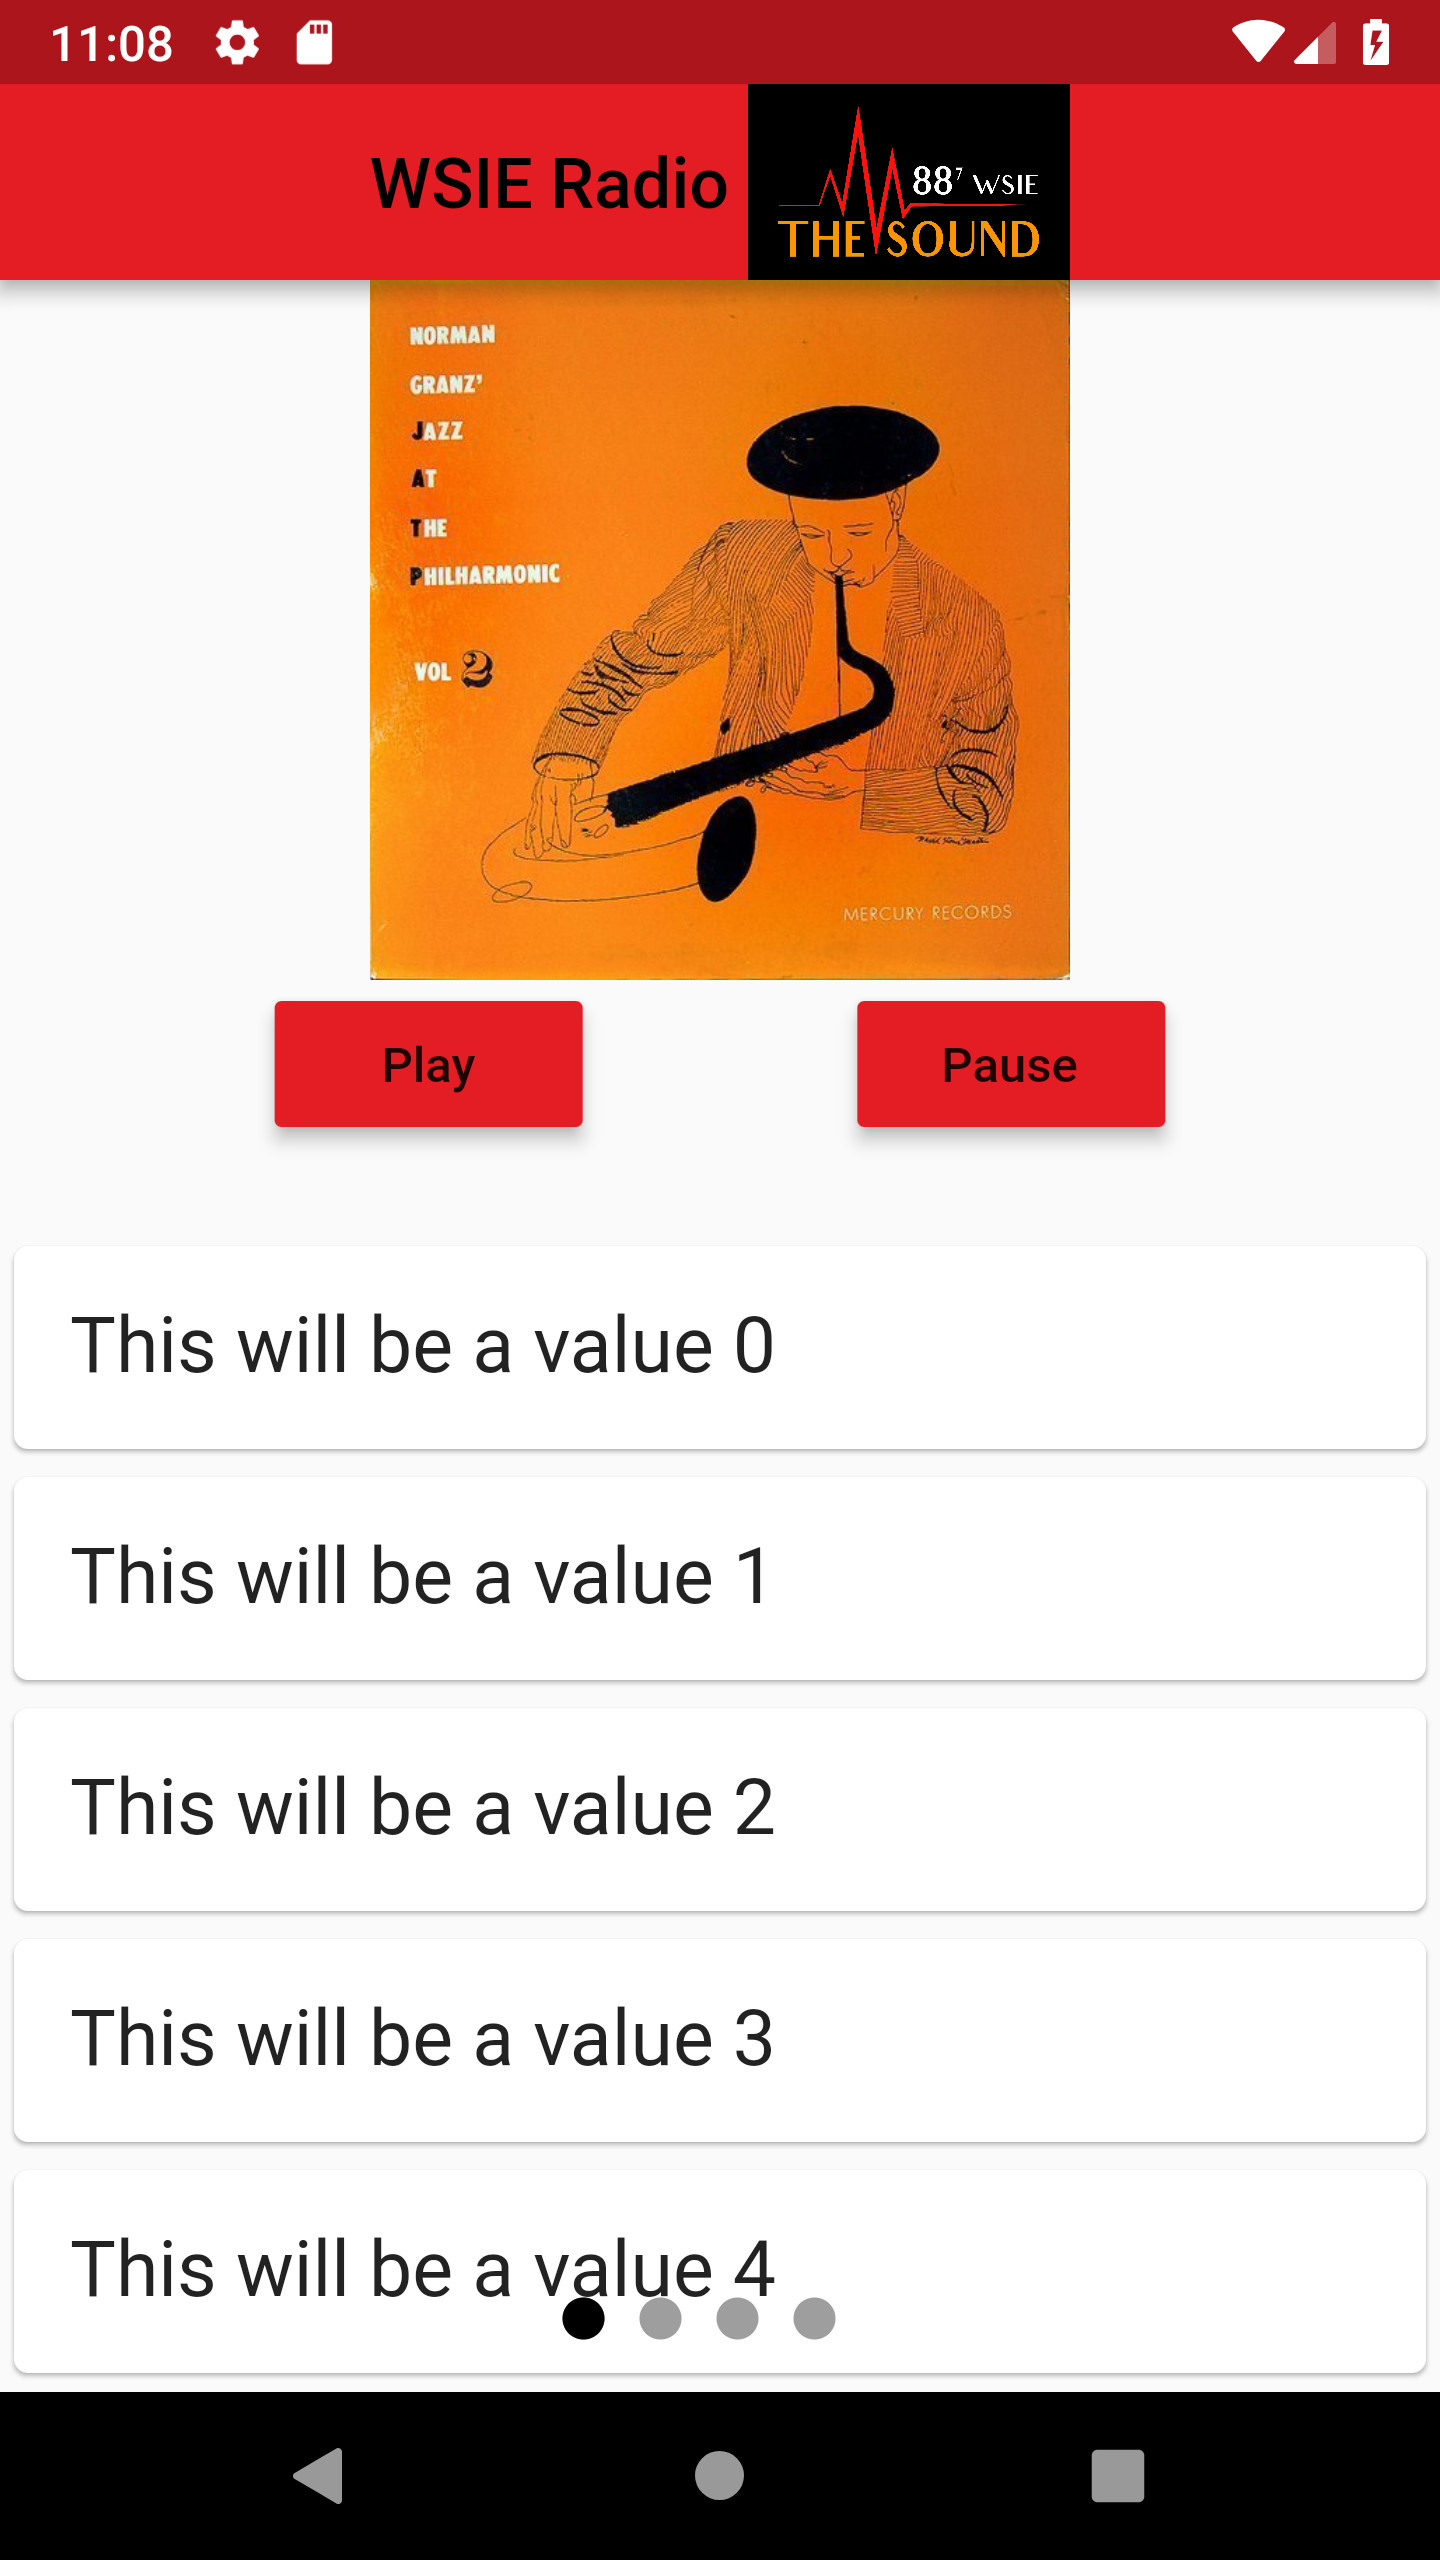 11:08
WSIE Radio
88⁷ WSIE
THE SOUND
NORMAN
GRANZ'
JAZZ
AT
THE
PHILHARMONIC
VOL 2
MERCURY RECORDS
Play
Pause
This will be a value 0
This will be a value 1
This will be a value 2
This will be a value 3
This will be a value 4